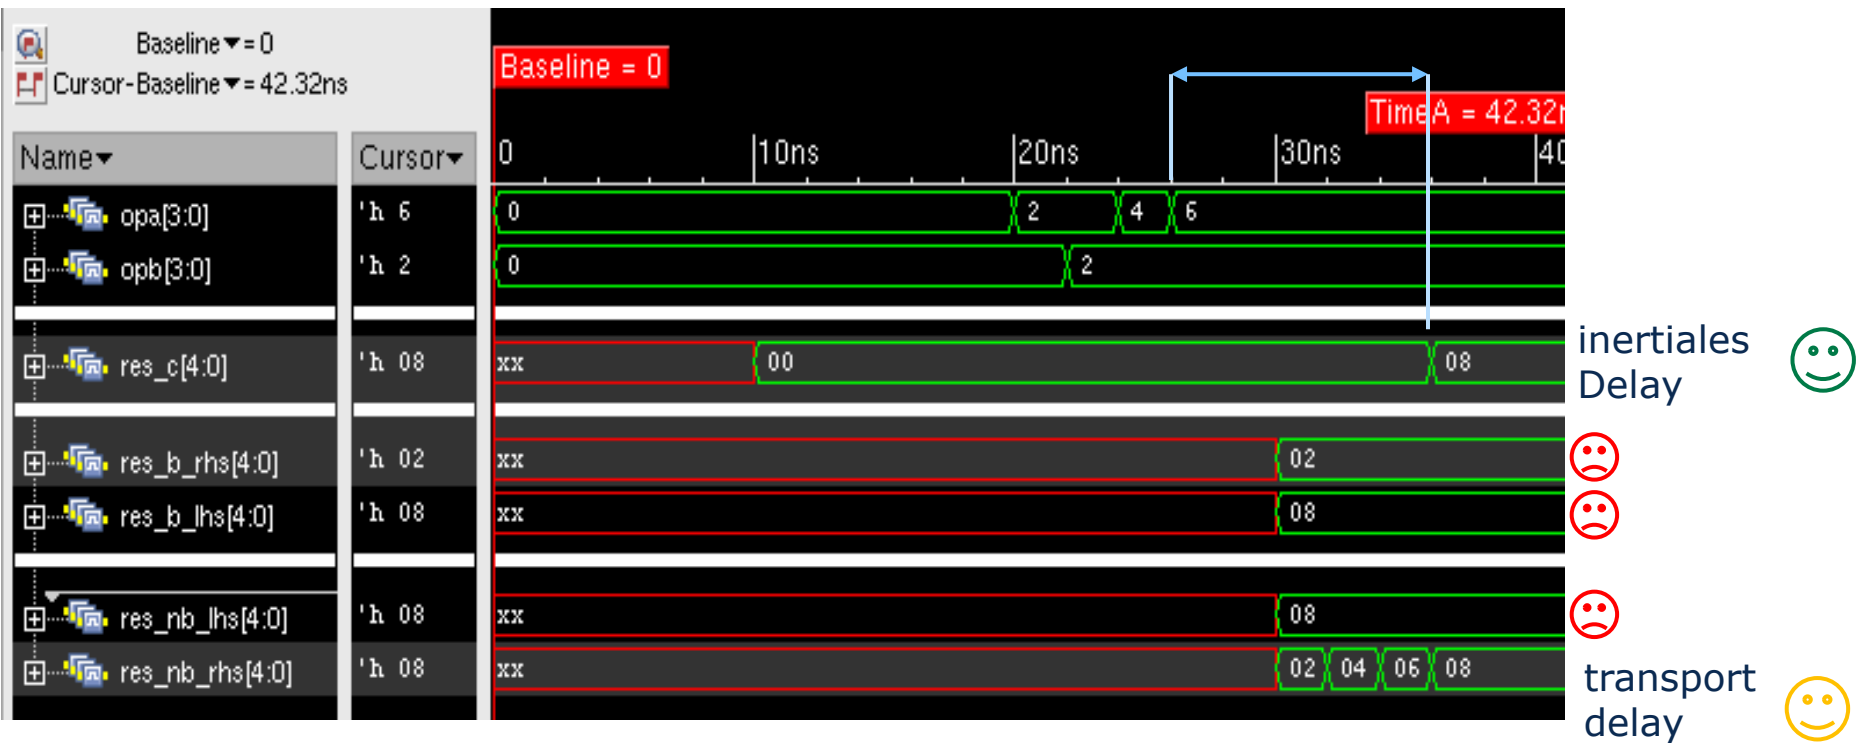 Baseline▼= 0
Cursor-Baseline▼= 42.32ns
Baseline = 0
TimeA = 42.32
Name▼ Cursor▼ 0 10ns 20ns 30ns 40
opa[3:0] 'h 6 0 2 4 6
opb[3:0] 'h 2 0 2
res_c[4:0] 'h 08 xx 00 08
inertiales
Delay
res_b_rhs[4:0] 'h 02 xx 02
res_b_lhs[4:0] 'h 08 xx 08
res_nb_lhs[4:0] 'h 08 xx 08
res_nb_rhs[4:0] 'h 08 xx 02 04 06 08
transport
delay